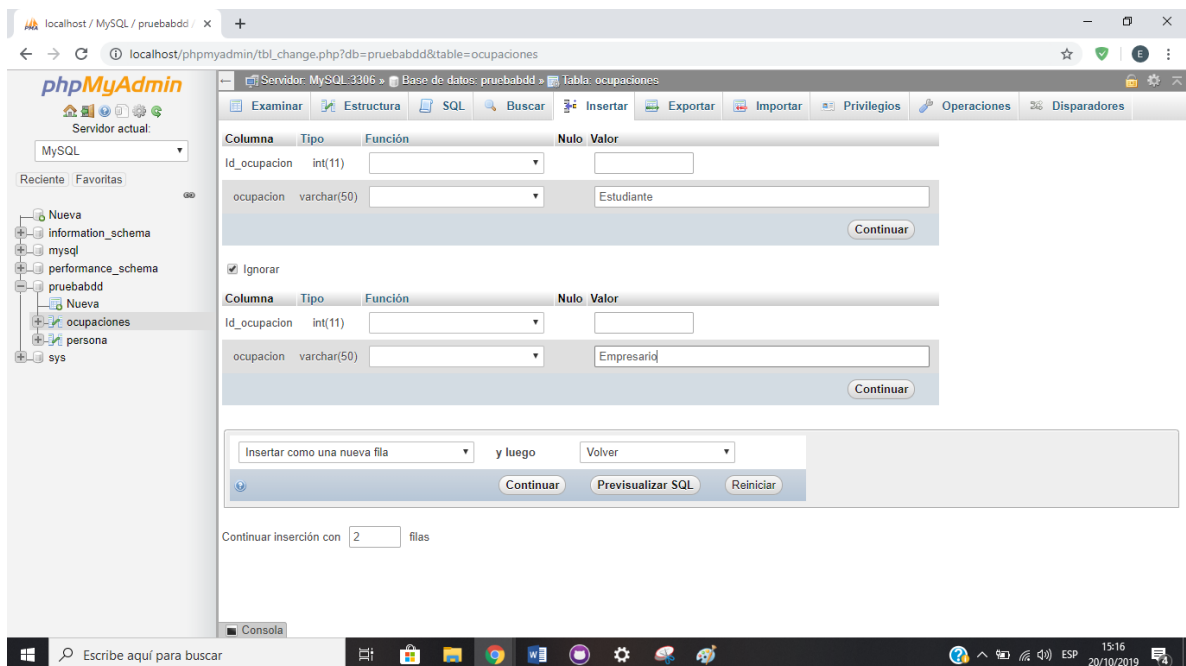 localhost / MySQL / pruebabdd /
localhost/phpmyadmin/tbl_change.php?db=pruebabdd&table=ocupaciones
E
phpMyAdmin
Servidor actual:
MySQL
Reciente Favoritas
Nueva
information_schema
mysql
performance_schema
pruebabdd
Nueva
ocupaciones
persona
sys
Servidor: MySQL:3306 » Base de datos: pruebabdd » Tabla: ocupaciones
Examinar Estructura SQL Buscar Insertar Exportar Importar Privilegios Operaciones Disparadores
Columna Tipo Función Nulo Valor
Id_ocupacion int(11)
ocupacion varchar(50) Estudiante
Continuar
Ignorar
Columna Tipo Función Nulo Valor
Id_ocupacion int(11)
ocupacion varchar(50) Empresario
Continuar
Insertar como una nueva fila y luego Volver
Continuar Previsualizar SQL Reiniciar
Continuar inserción con 2 filas
Consola
Escribe aquí para buscar
ESP
15:16
20/10/2019
4